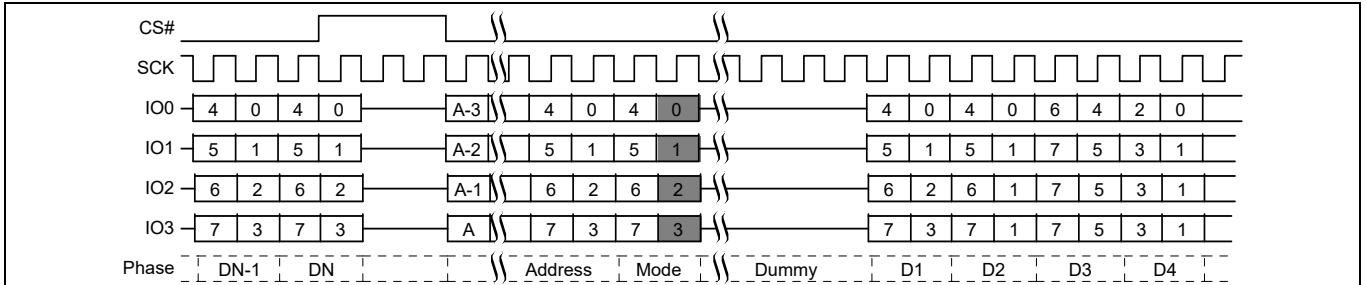 CS#
SCK
IO0 4 0 4 0 A-3 4 0 4 0 4 0 4 0 6 4 2 0
IO1 5 1 5 1 A-2 5 1 5 1 5 1 5 1 7 5 3 1
IO2 6 2 6 2 A-1 6 2 6 2 6 2 6 1 7 5 3 1
IO3 7 3 7 3 A 7 3 7 3 7 3 7 1 7 5 3 1
Phase DN-1 DN Address Mode Dummy D1 D2 D3 D4